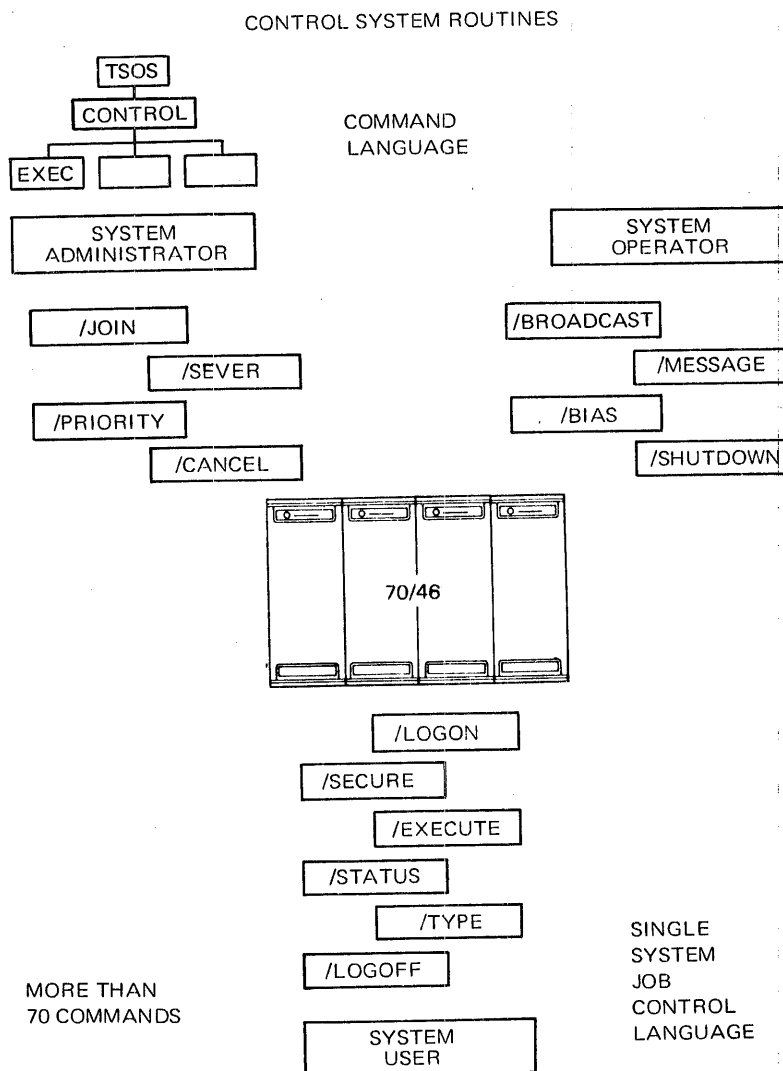 CONTROL SYSTEM ROUTINES
TSOS
CONTROL
EXEC
COMMAND
LANGUAGE
SYSTEM
ADMINISTRATOR
SYSTEM
OPERATOR
/JOIN
/SEVER
/PRIORITY
/CANCEL
/BROADCAST
/MESSAGE
/BIAS
/SHUTDOWN
70/46
/LOGON
/SECURE
/EXECUTE
/STATUS
/TYPE
/LOGOFF
MORE THAN
70 COMMANDS
SINGLE
SYSTEM
JOB
CONTROL
LANGUAGE
SYSTEM
USER